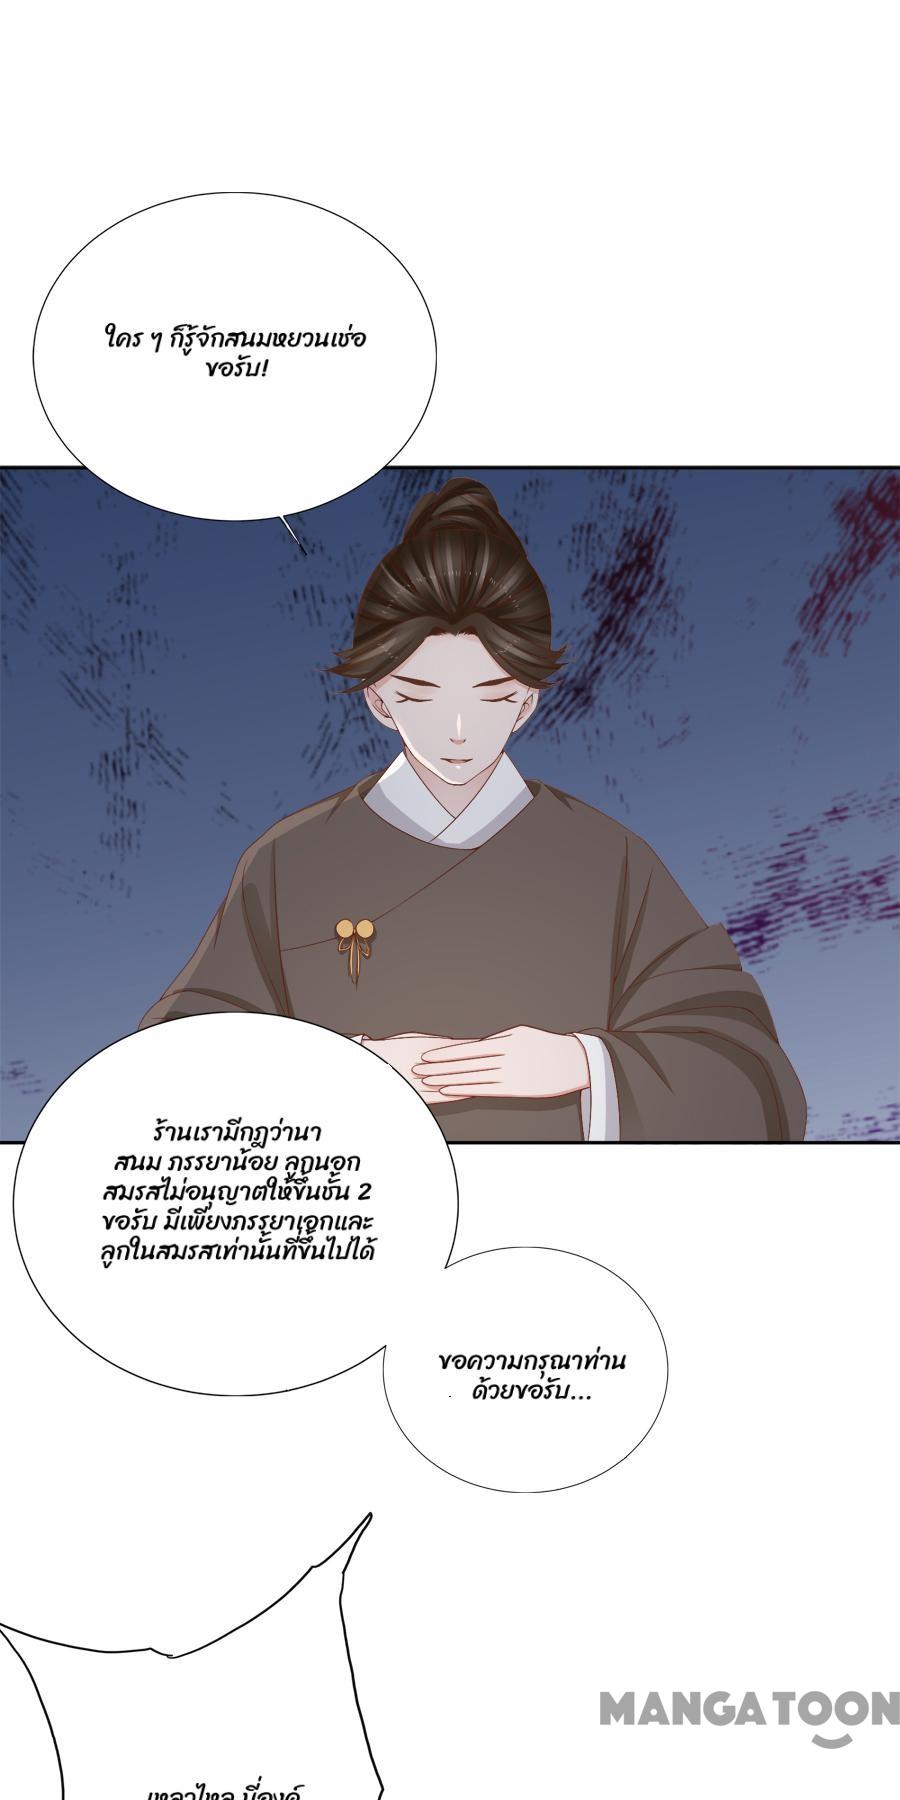 ใคร ๆ ก็รู้จักสนมหยวนเช่อ
ขอรับ!
ร้านเรามีกฎว่านา
สนม ภรรยาน้อย ลูกนอก
สมรสไม่อนุญาตให้ขึ้นชั้น 2
ขอรับ มีเพียงภรรยาเอกและ
ลูกในสมรสเท่านั้นที่ขึ้นไปได้
ขอความกรุณาท่าน
ด้วยขอรับ...
MANGATOON